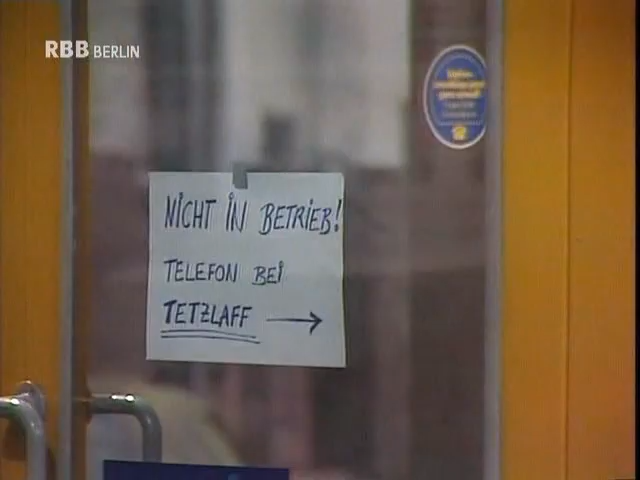 RBB BERLIN
NICHT IN BETRIEB!
TELEFON BEI
TETZLAFF →